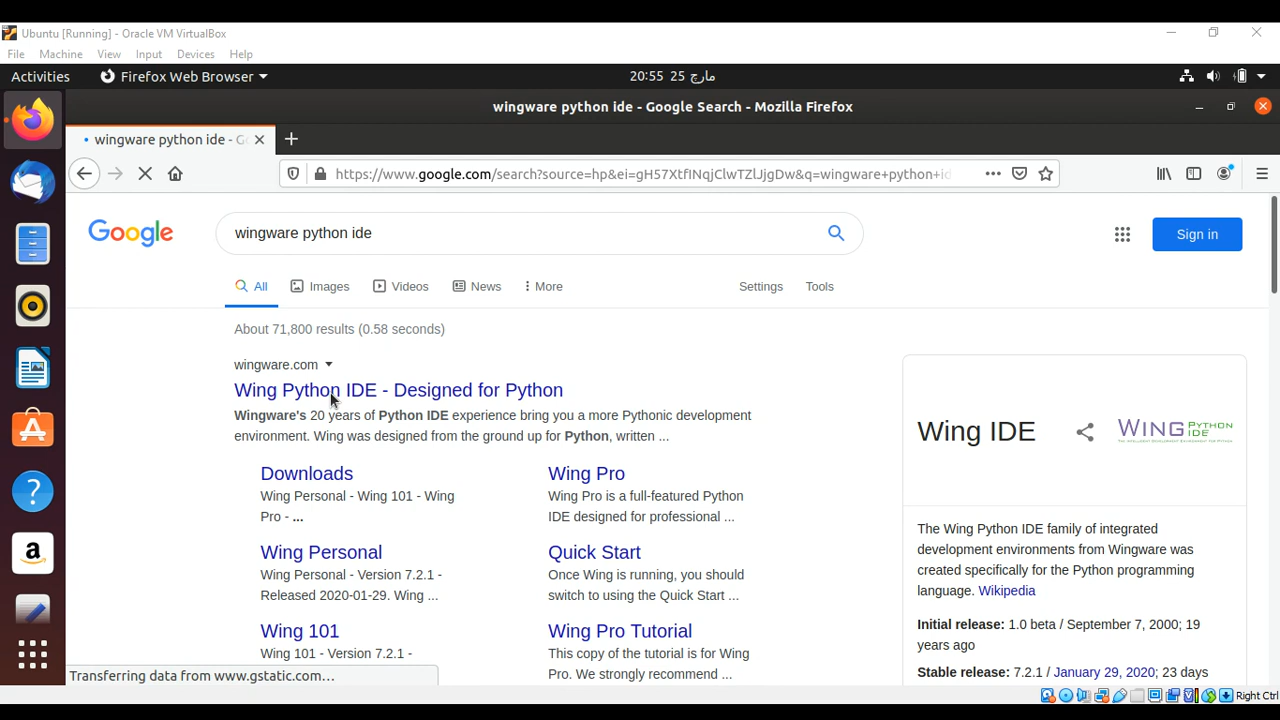 Ubuntu [Running] - Oracle VM VirtualBox
File Machine View Input Devices Help
Activities Firefox Web Browser 20:55 25 مارچ
wingware python ide - Google Search - Mozilla Firefox
wingware python ide - Go
https://www.google.com/search?source=hp&ei=gH57XtfINqjClwTZlJjgDw&q=wingware+python+id
Google wingware python ide Sign in
All Images Videos News More Settings Tools
About 71,800 results (0.58 seconds)
wingware.com
Wing Python IDE - Designed for Python
Wingware's 20 years of Python IDE experience bring you a more Pythonic development
environment. Wing was designed from the ground up for Python, written ...
Downloads
Wing Personal - Wing 101 - Wing
Pro - ...
Wing Pro
Wing Pro is a full-featured Python
IDE designed for professional ...
Wing Personal
Wing Personal - Version 7.2.1 -
Released 2020-01-29. Wing ...
Quick Start
Once Wing is running, you should
switch to using the Quick Start ...
Wing 101
Wing 101 - Version 7.2.1 -
Wing Pro Tutorial
This copy of the tutorial is for Wing
Pro. We strongly recommend ...
Wing IDE
WING PYTHON IDE
The Wing Python IDE family of integrated
development environments from Wingware was
created specifically for the Python programming
language. Wikipedia
Initial release: 1.0 beta / September 7, 2000; 19
years ago
Stable release: 7.2.1 / January 29, 2020; 23 days
Transferring data from www.gstatic.com…
Right Ctrl